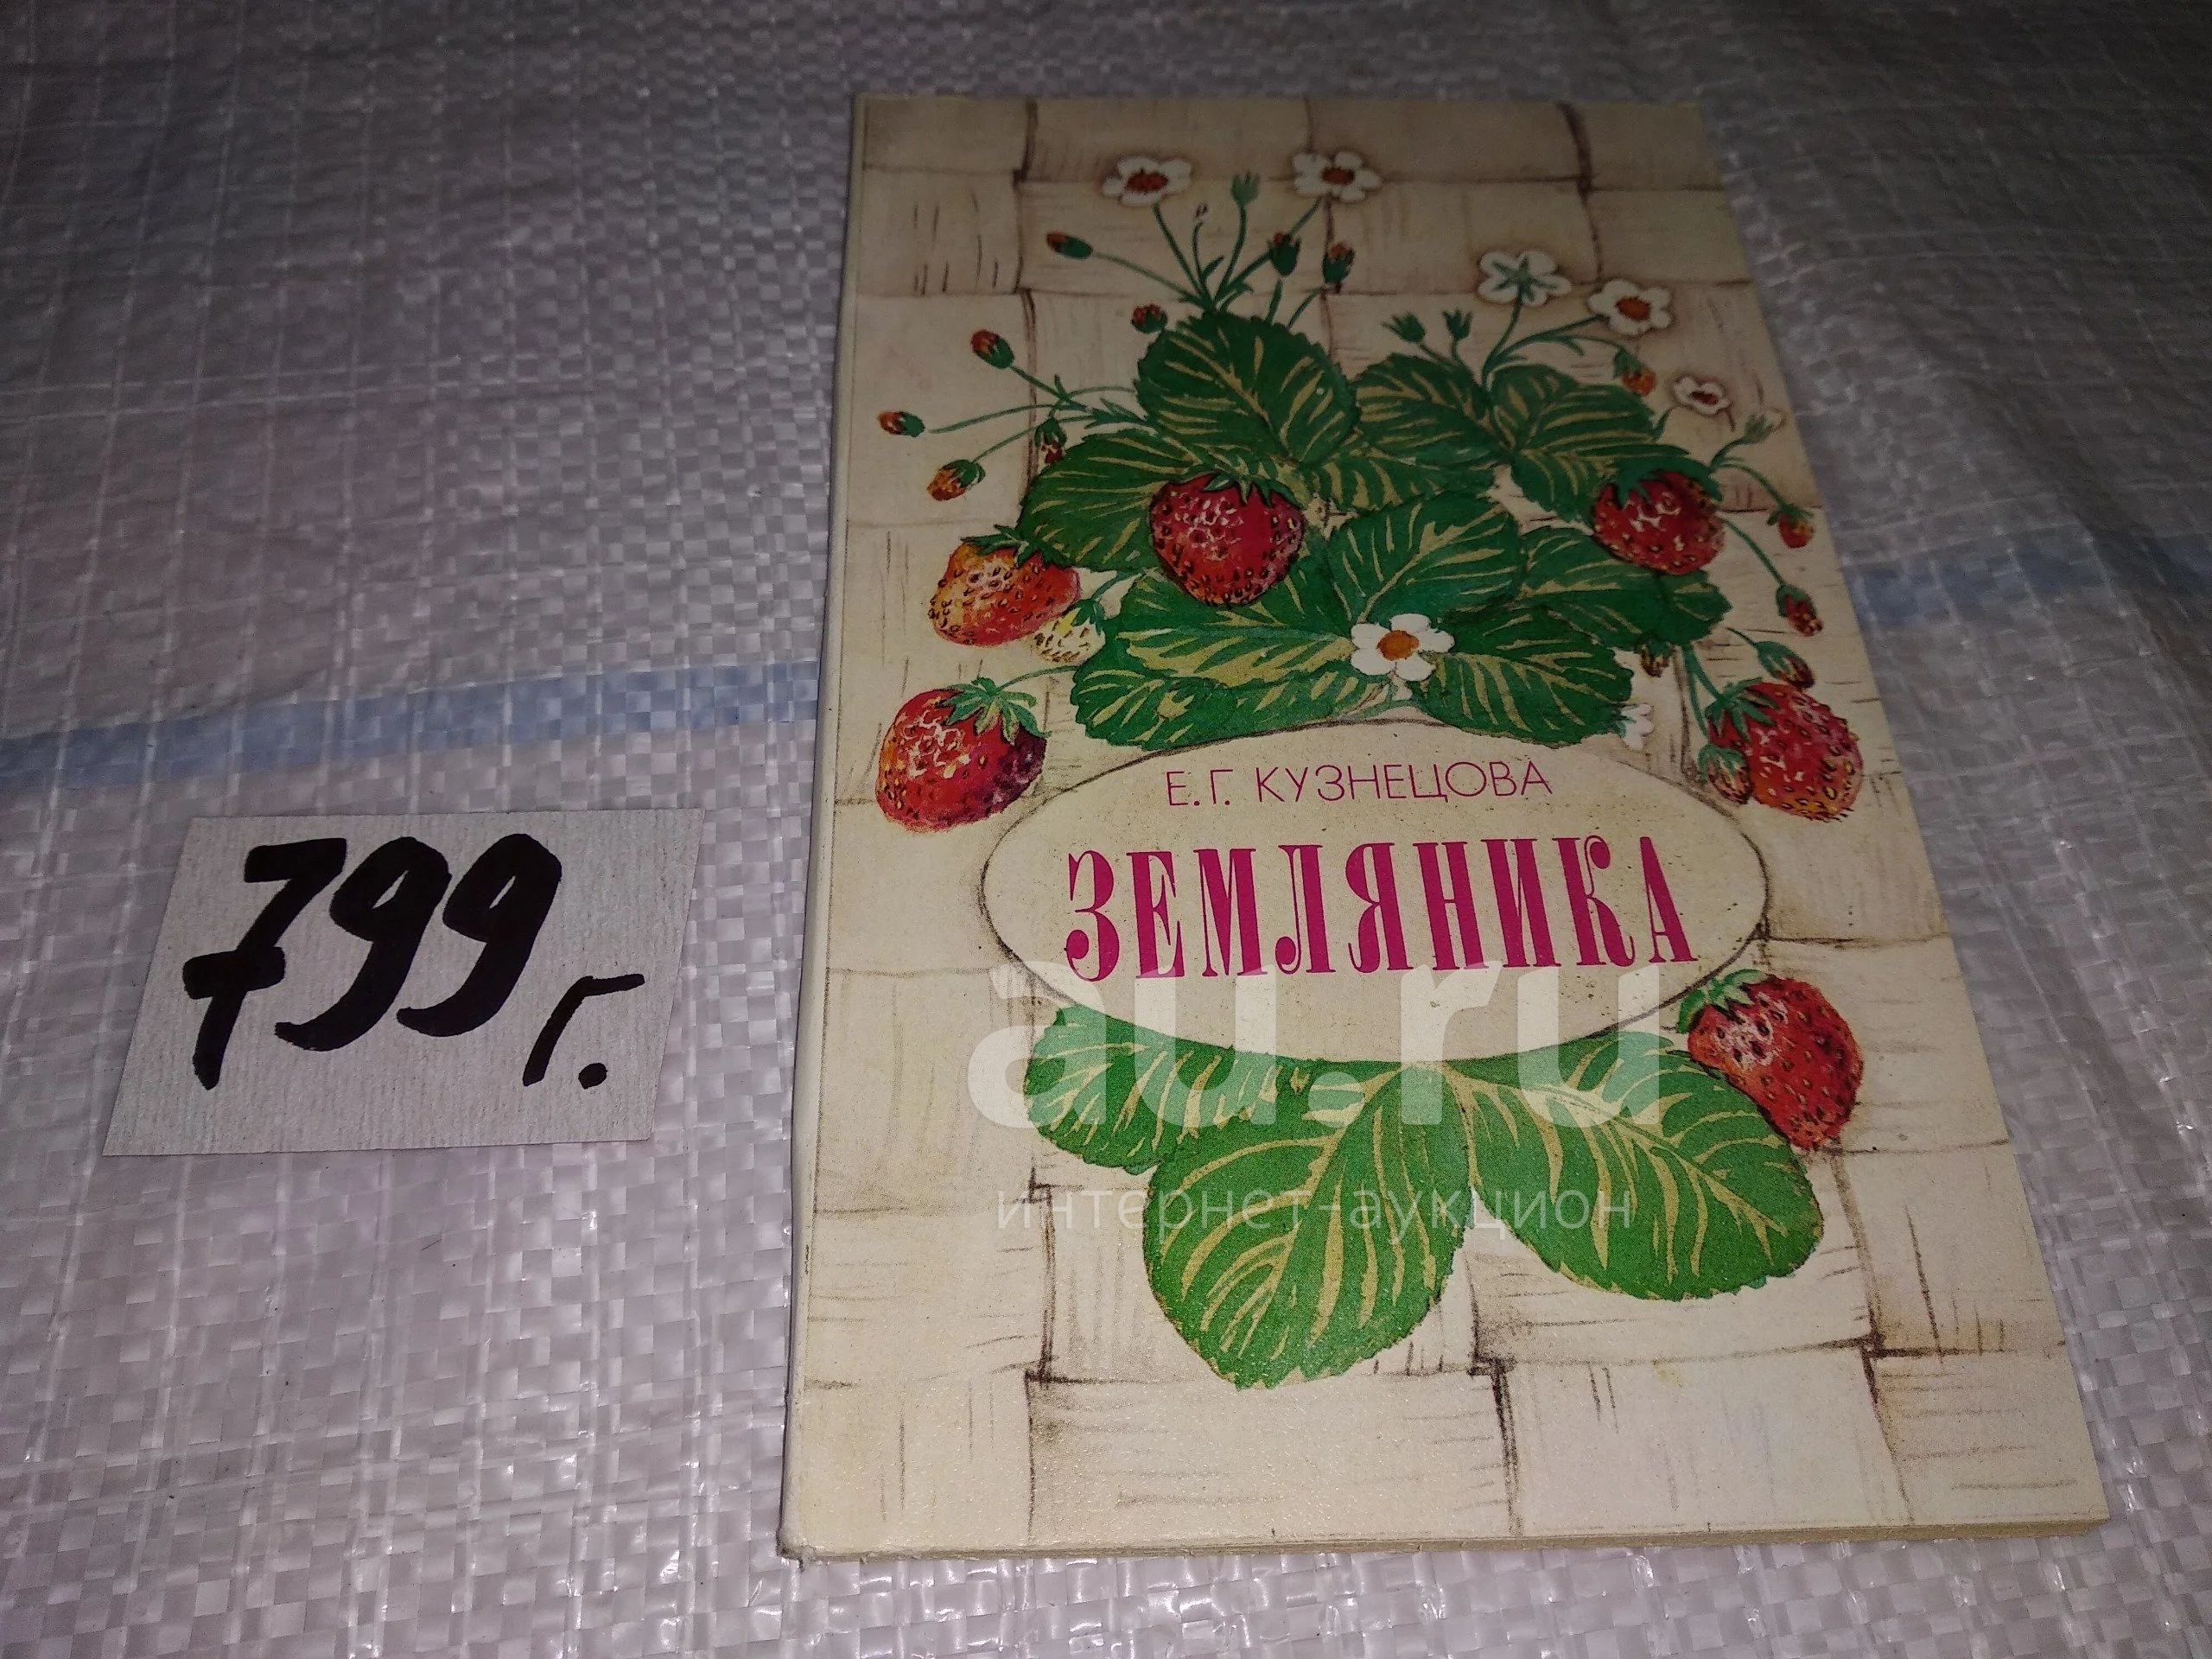 Е.Г. КУЗНЕЦОВА
ЗЕМЛЯНИКА
799 г.
au.ru
интернет-аукцион